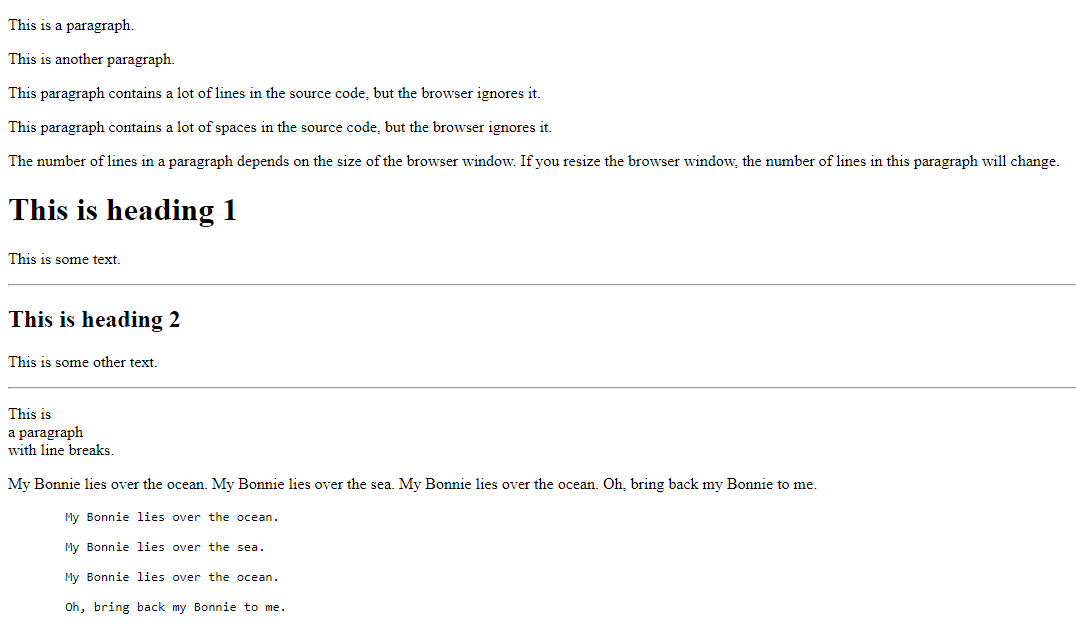 This is a paragraph.
This is another paragraph.
This paragraph contains a lot of lines in the source code, but the browser ignores it.
This paragraph contains a lot of spaces in the source code, but the browser ignores it.
The number of lines in a paragraph depends on the size of the browser window. If you resize the browser window, the number of lines in this paragraph will change.
This is heading 1
This is some text.
This is heading 2
This is some other text.
This is
a paragraph
with line breaks.
My Bonnie lies over the ocean. My Bonnie lies over the sea. My Bonnie lies over the ocean. Oh, bring back my Bonnie to me.
My Bonnie lies over the ocean.
My Bonnie lies over the sea.
My Bonnie lies over the ocean.
Oh, bring back my Bonnie to me.